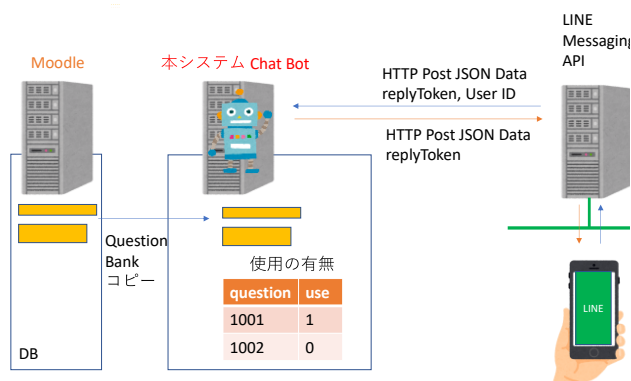 LINE
Messaging
API
Moodle
本システム Chat Bot
HTTP Post JSON Data
replyToken, User ID
HTTP Post JSON Data
replyToken
Question
Bank
コピー
使用の有無
question use
1001 1
1002 0
DB
LINE